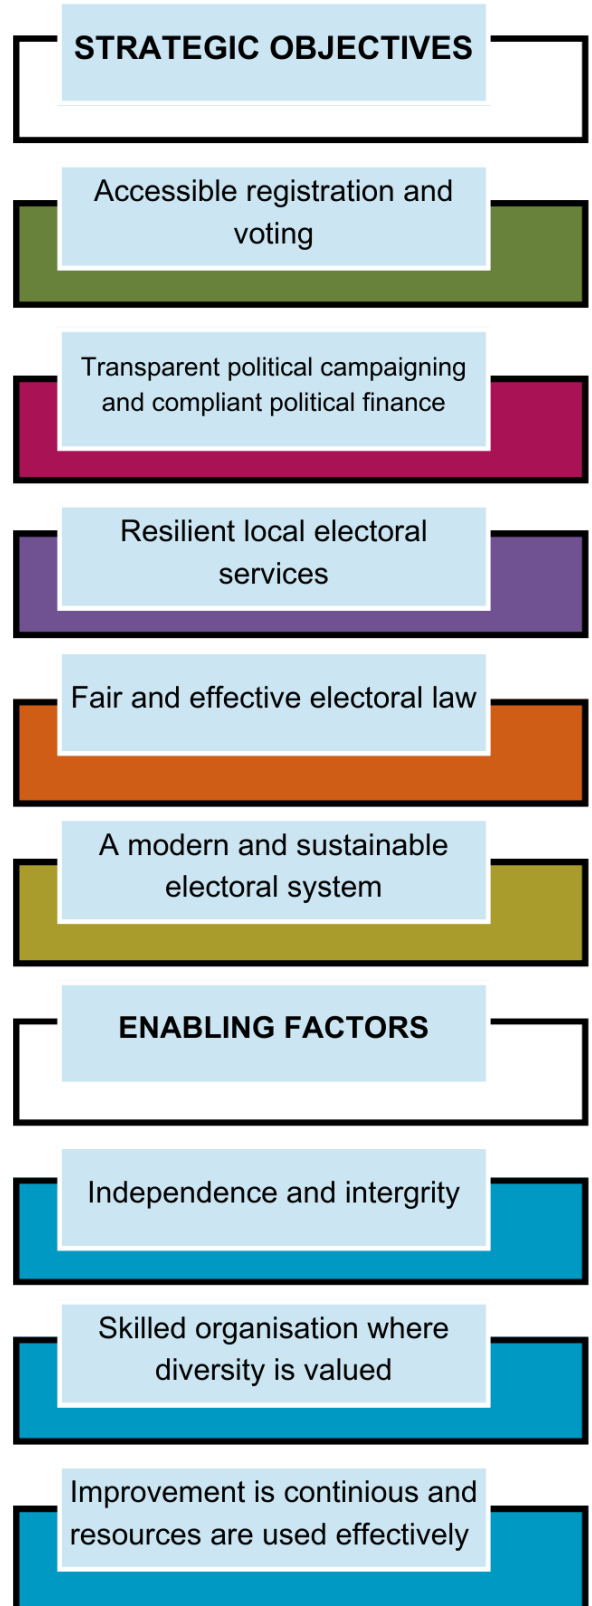 STRATEGIC OBJECTIVES
Accessible registration and
voting
Transparent political campaigning
and compliant political finance
Resilient local electoral
services
Fair and effective electoral law
A modern and sustainable
electoral system
ENABLING FACTORS
Independence and intergrity
Skilled organisation where
diversity is valued
Improvement is continious and
resources are used effectively